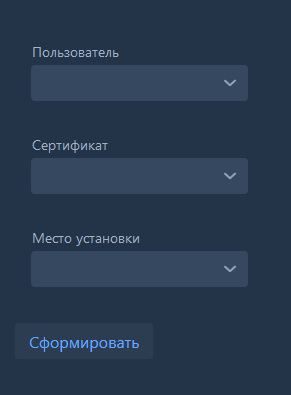 Пользователь
Сертификат
Место установки
Сформировать